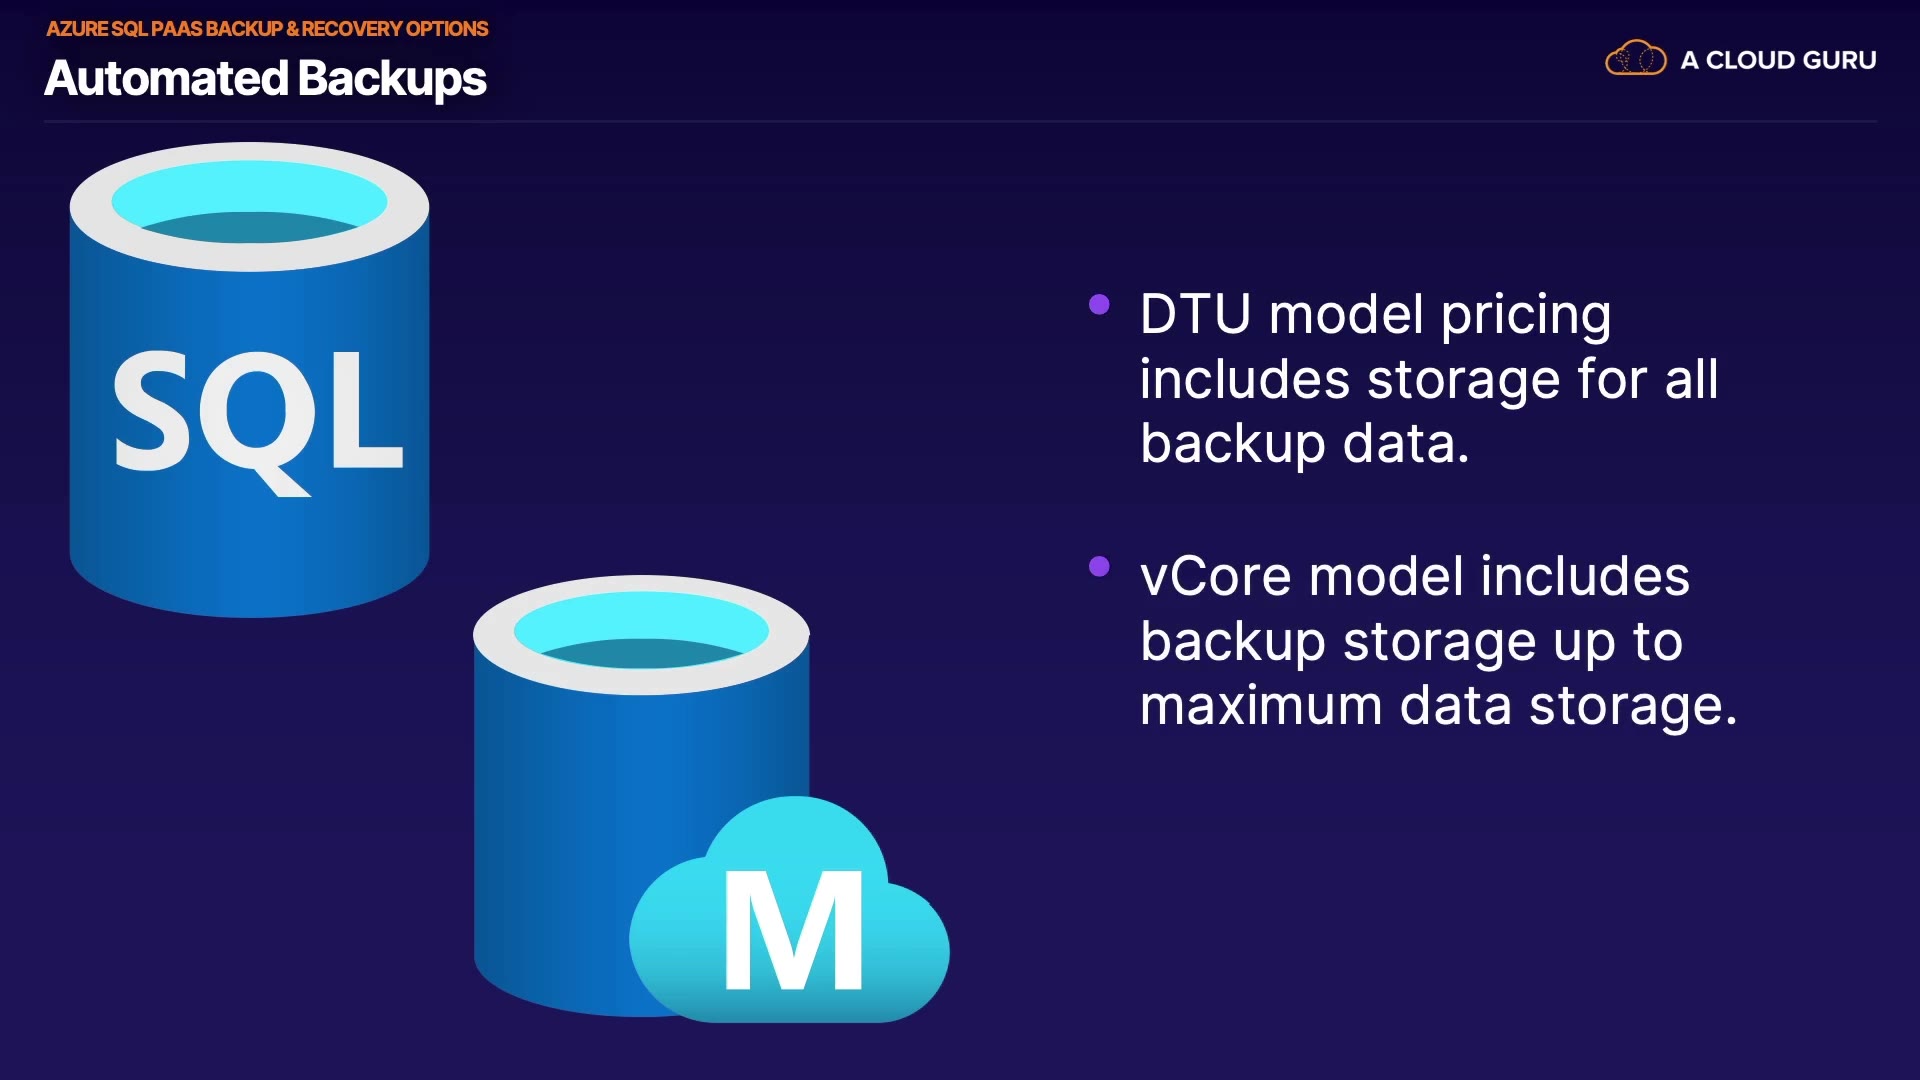 AZURE SQL PAAS BACKUP & RECOVERY OPTIONS
Automated Backups
A CLOUD GURU
SQL
M
DTU model pricing
includes storage for all
backup data.
vCore model includes
backup storage up to
maximum data storage.